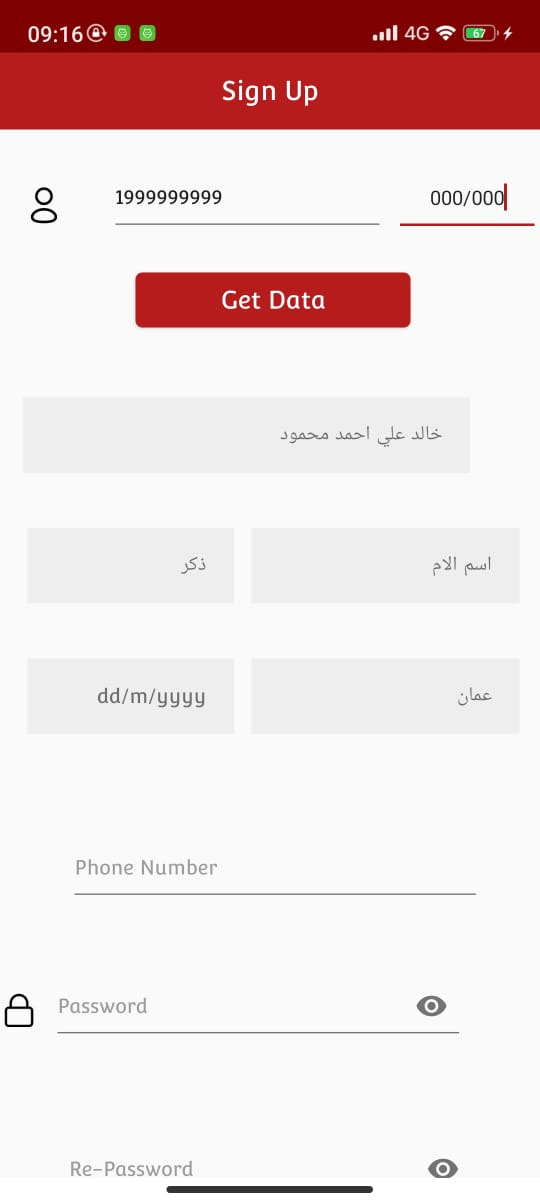 09:16 4G 67
Sign Up
1999999999 000/000
Get Data
خالد علي احمد محمود
اسم الام ذكر
عمان dd/m/yyyy
Phone Number
Password
Re-Password